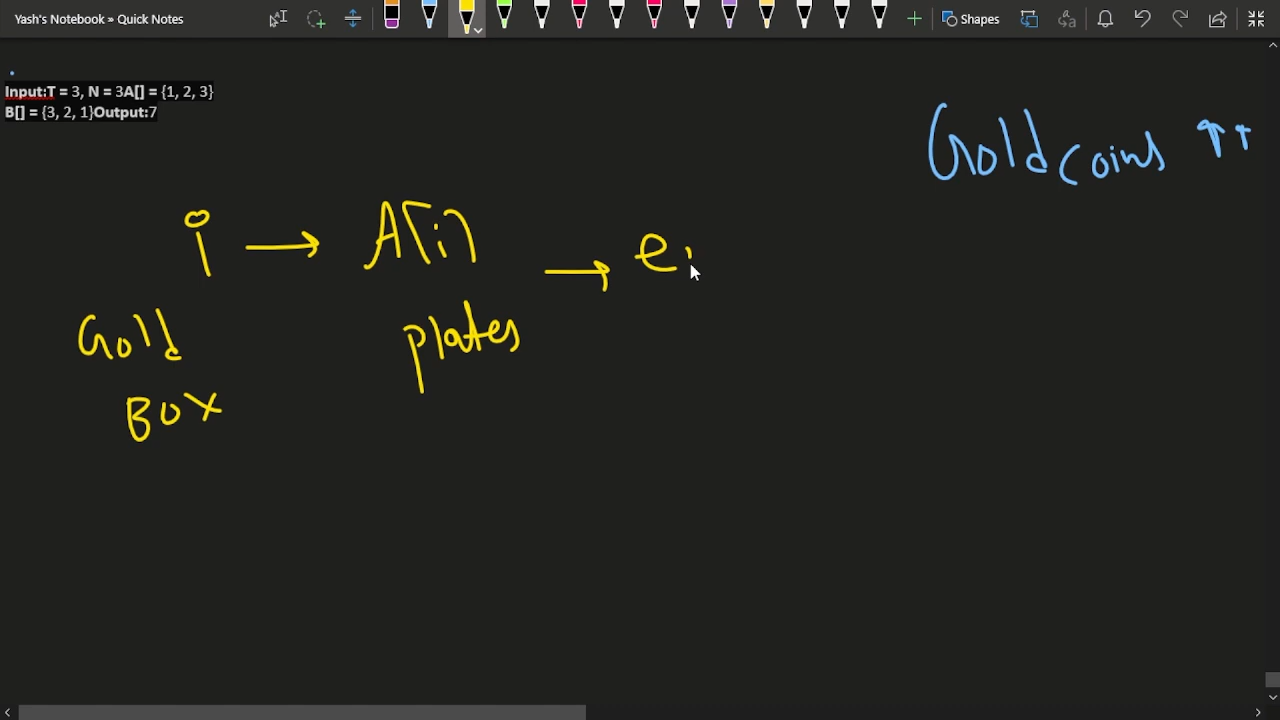 Yash's Notebook » Quick Notes
Shapes
Input:T = 3, N = 3A[] = {1, 2, 3}
B[] = {3, 2, 1}Output:7
Gold coins ↑↑
i → A[i] → e
Gold plates
Box